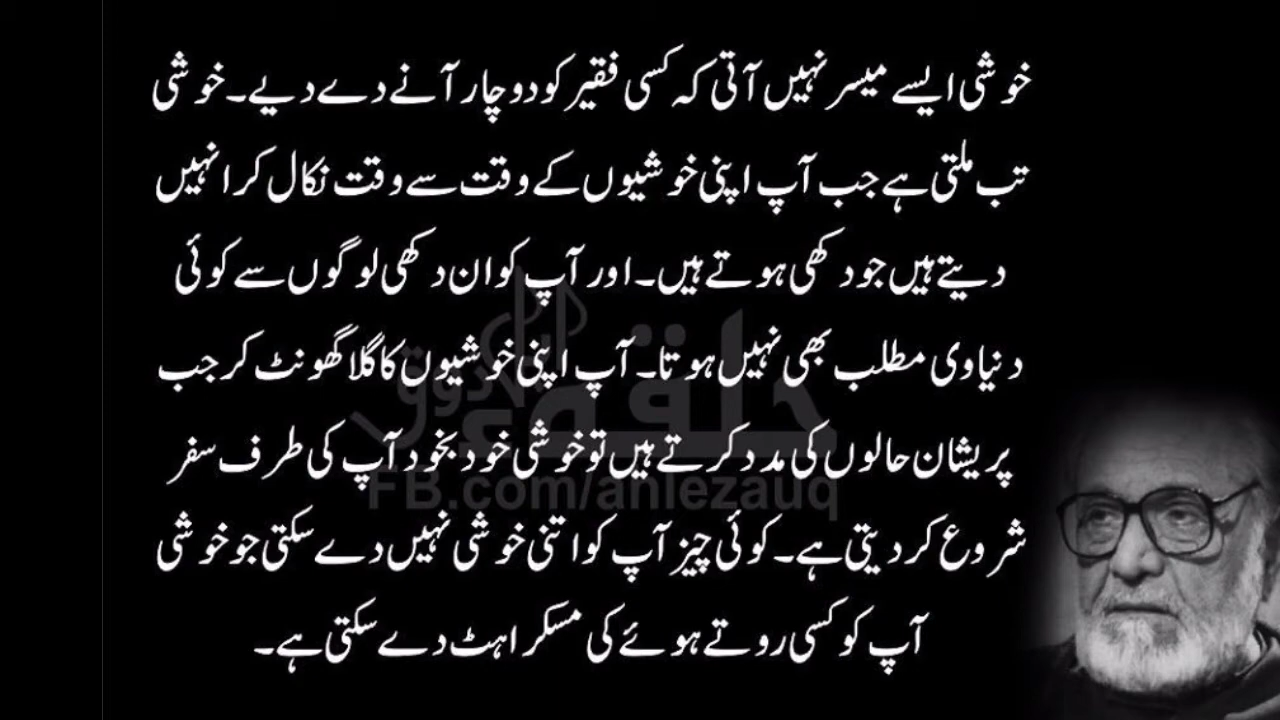 خوشی ایسے میسر نہیں آتی کہ کسی فقیر کو دو چار آنے دے دیے۔ خوشی
تب ملتی ہے جب آپ اپنی خوشیوں کے وقت سے وقت نکال کر انہیں
دیتے ہیں جو دکھی ہوتے ہیں۔ اور آپ کو ان دکھی لوگوں سے کوئی
دنیاوی مطلب بھی نہیں ہوتا۔ آپ اپنی خوشیوں کا گلا گھونٹ کر جب
پریشان حالوں کی مدد کرتے ہیں تو خوشی خود بخود آپ کی طرف سفر
شروع کر دیتی ہے۔ کوئی چیز آپ کو اتنی خوشی نہیں دے سکتی جو خوشی
آپ کو کسی روتے ہوئے کی مسکراہٹ دے سکتی ہے۔
حلقہء
FB.com/ahlezauq